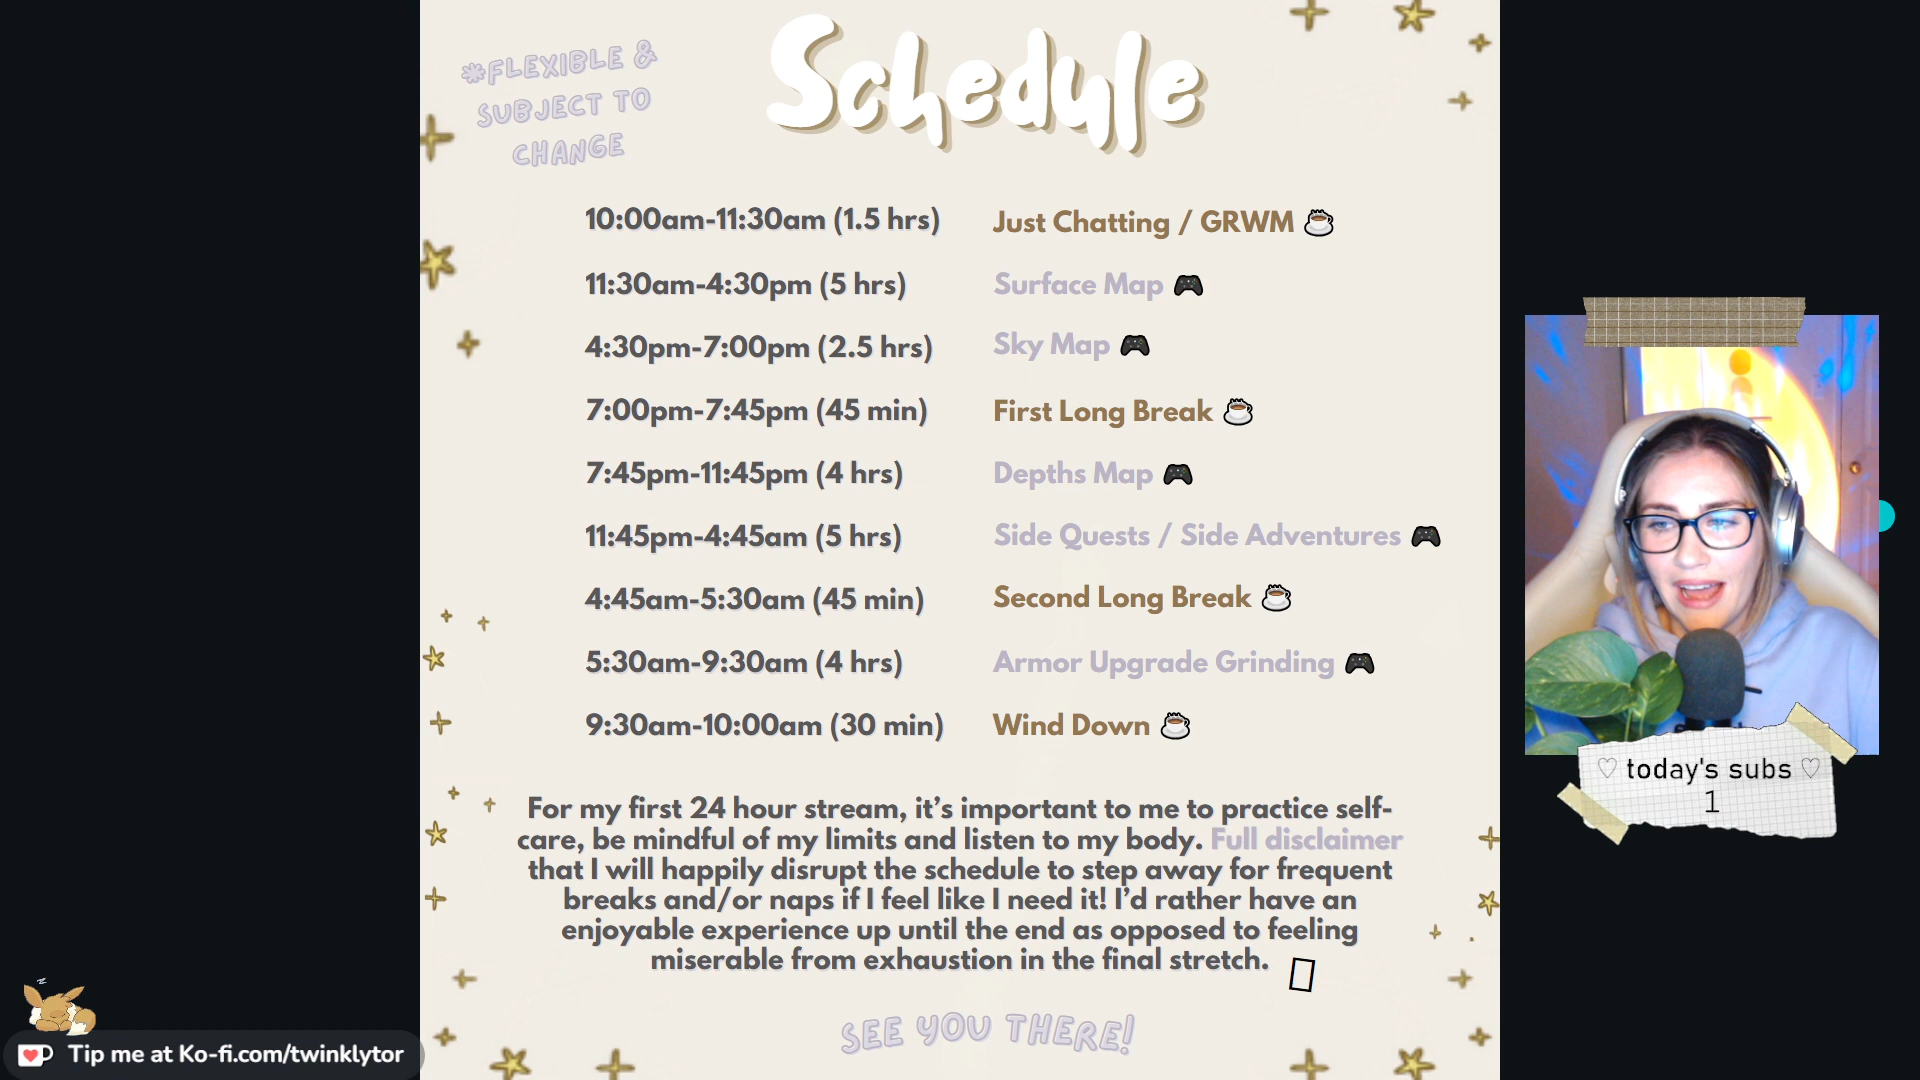 *FLEXIBLE &
SUBJECT TO
CHANGE
Schedule
10:00am-11:30am (1.5 hrs) Just Chatting / GRWM
11:30am-4:30pm (5 hrs) Surface Map
4:30pm-7:00pm (2.5 hrs) Sky Map
7:00pm-7:45pm (45 min) First Long Break
7:45pm-11:45pm (4 hrs) Depths Map
11:45pm-4:45am (5 hrs) Side Quests / Side Adventures
4:45am-5:30am (45 min) Second Long Break
5:30am-9:30am (4 hrs) Armor Upgrade Grinding
9:30am-10:00am (30 min) Wind Down
For my first 24 hour stream, it's important to me to practice self-
care, be mindful of my limits and listen to my body. Full disclaimer
that I will happily disrupt the schedule to step away for frequent
breaks and/or naps if I feel like I need it! I'd rather have an
enjoyable experience up until the end as opposed to feeling
miserable from exhaustion in the final stretch.
SEE YOU THERE!
♡ today's subs ♡
1
z z
Tip me at Ko-fi.com/twinklytor